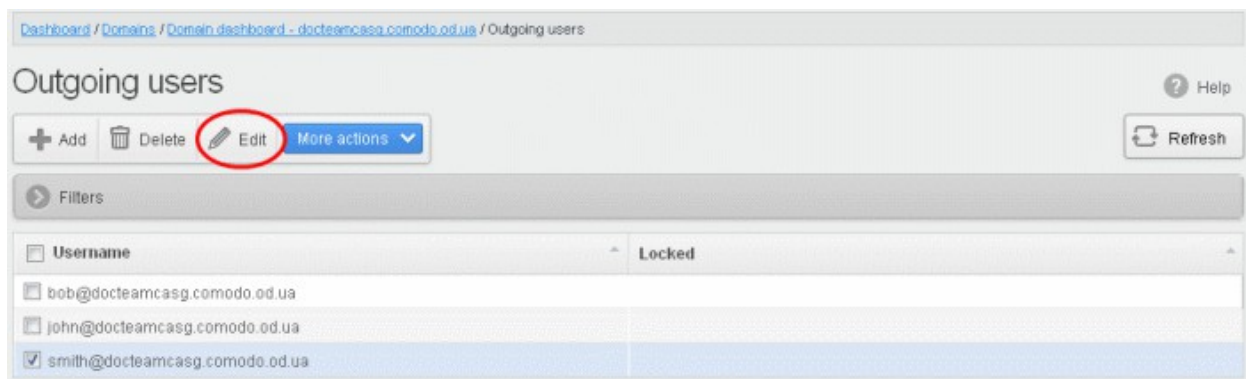 Dashboard / Domains / Domain dashboard - docteamcasg.comodo.od.ua / Outgoing users
Outgoing users
Help
Add Delete Edit More actions
Refresh
Filters
Username Locked
bob@docteamcasg.comodo.od.ua
john@docteamcasg.comodo.od.ua
smith@docteamcasg.comodo.od.ua